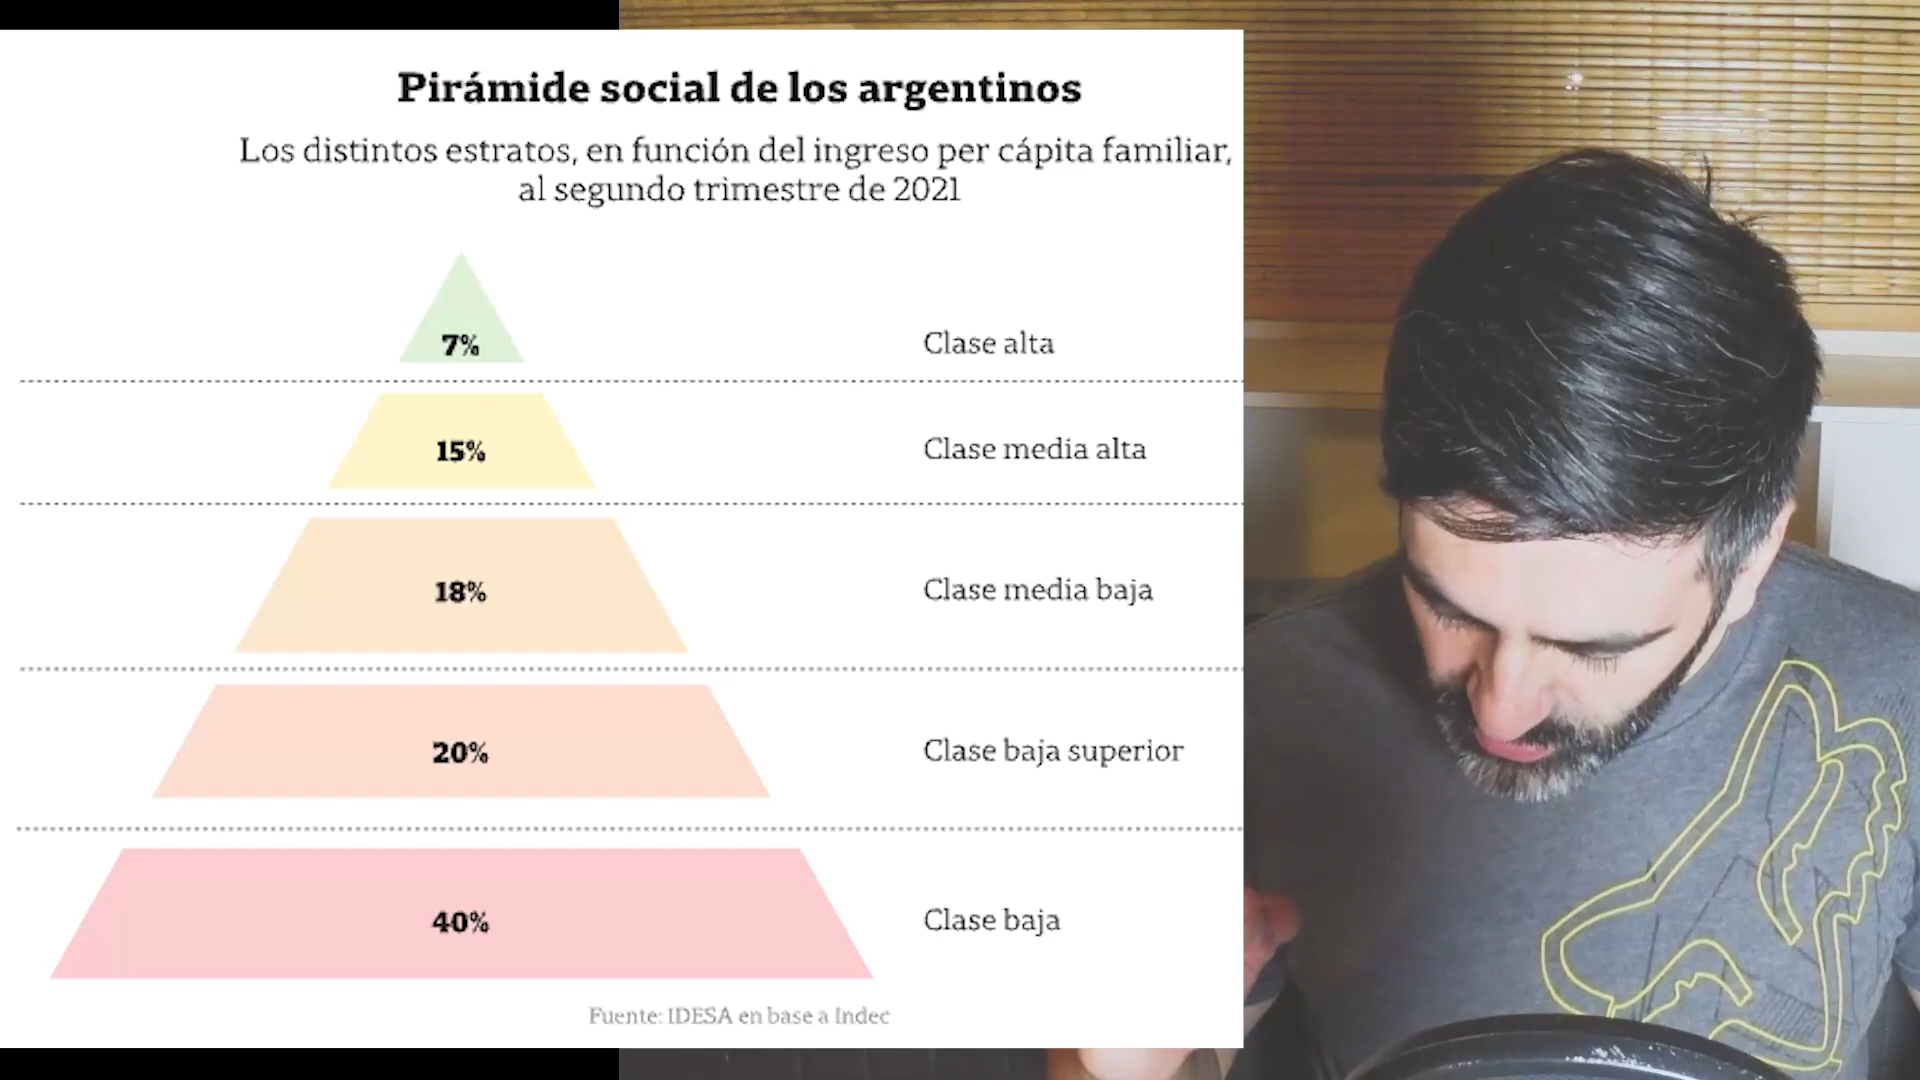 Pirámide social de los argentinos
Los distintos estratos, en función del ingreso per cápita familiar,
al segundo trimestre de 2021
7% Clase alta
15% Clase media alta
18% Clase media baja
20% Clase baja superior
40% Clase baja
Fuente: IDESA en base a Indec